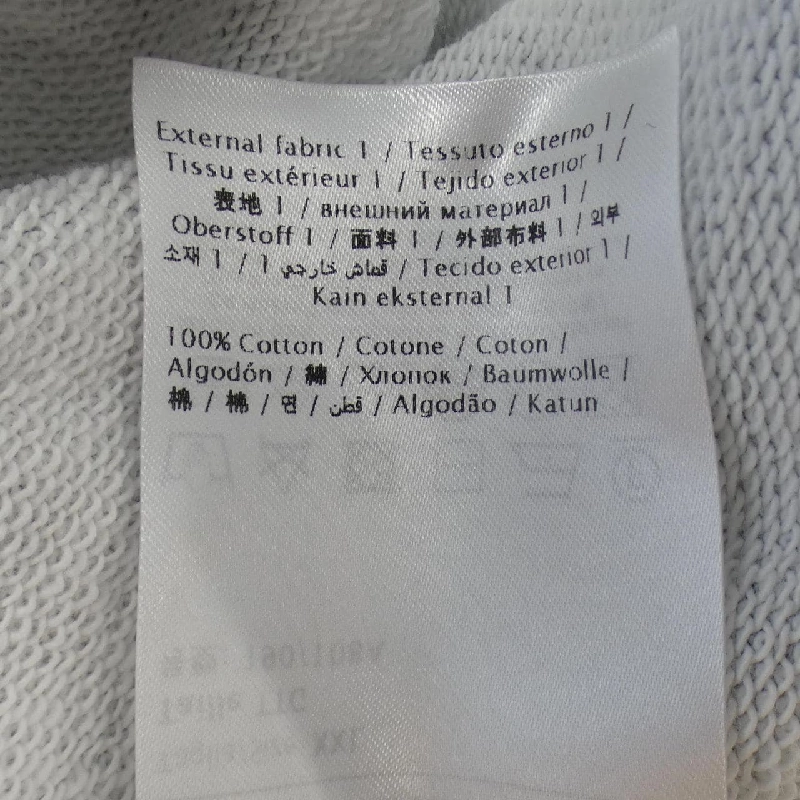 External fabric 1 / Tessuto esterno 1 /
Tissu extérieur 1 / Tejido exterior 1 /
表地 1 / внешний материал 1 /
Oberstoff 1 / 面料 1 / 外部布料 1 / 외부
소재 1 / قماش خارجي 1 / Tecido exterior 1 /
Kain eksternal 1
100% Cotton / Cotone / Coton /
Algodón / 綿 / Хлопок / Baumwolle /
棉 / 棉 / 면 / قطن / Algodão / Katun